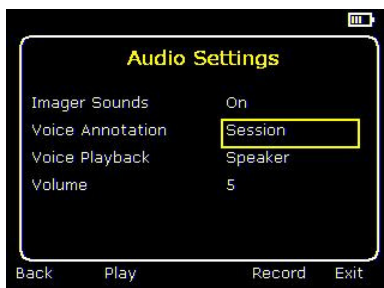 Audio Settings
Imager Sounds On
Voice Annotation Session
Voice Playback Speaker
Volume 5
Back Play Record Exit